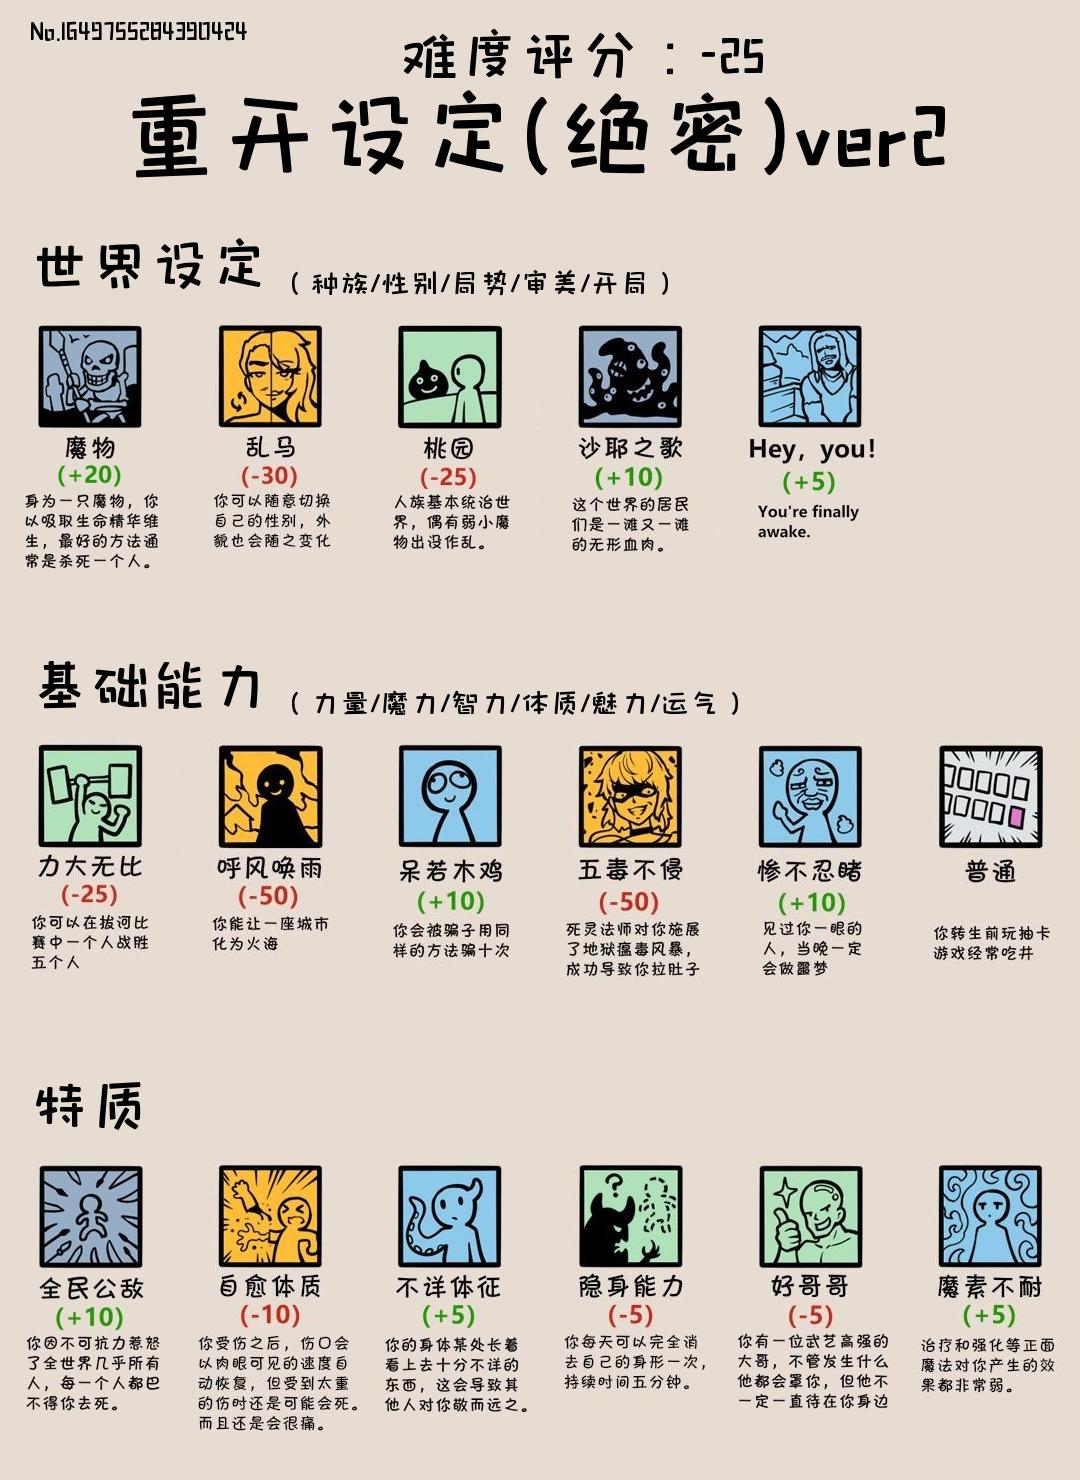 No.1649755284390424
难度评分：-25
重开设定(绝密)ver2
世界设定 （种族/性别/局势/审美/开局）
魔物
(+20)
身为一只魔物，你
以吸取生命精华维
生，最好的方法通
常是杀死一个人。
乱马
(-30)
你可以随意切换
自己的性别，外
貌也会随之变化
桃园
(-25)
人族基本统治世
界，偶有弱小魔
物出设作乱。
沙耶之歌
(+10)
这个世界的居民
们是一滩又一滩
的无形血肉。
Hey, you!
(+5)
You're finally
awake.
基础能力 （力量/魔力/智力/体质/魅力/运气）
力大无比
(-25)
你可以在拔河比
赛中一个人战胜
五个人
呼风唤雨
(-50)
你能让一座城市
化为火海
呆若木鸡
(+10)
你会被骗子用同
样的方法骗十次
五毒不侵
(-50)
死灵法师对你施展
了地狱瘟毒风暴，
成功导致你拉肚子
惨不忍睹
(+10)
见过你一眼的
人，当晚一定
会做噩梦
普通
你转生前玩抽卡
游戏经常吃井
特质
全民公敌
(+10)
你因不可抗力惹怒
了全世界几乎所有
人，每一个人都巴
不得你去死。
自愈体质
(-10)
你受伤之后，伤口会
以肉眼可见的速度自
动恢复，但受到太重
的伤时还是可能会死。
而且还是会很痛。
不详体征
(+5)
你的身体某处长着
看上去十分不详的
东西，这会导致其
他人对你敬而远之。
隐身能力
(-5)
你每天可以完全消
去自己的身形一次，
持续时间五分钟。
好哥哥
(-5)
你有一位武艺高强的
大哥，不管发生什么
他都会罩你，但他不
一定一直待在你身边
魔素不耐
(+5)
治疗和强化等正面
魔法对你产生的效
果都非常弱。